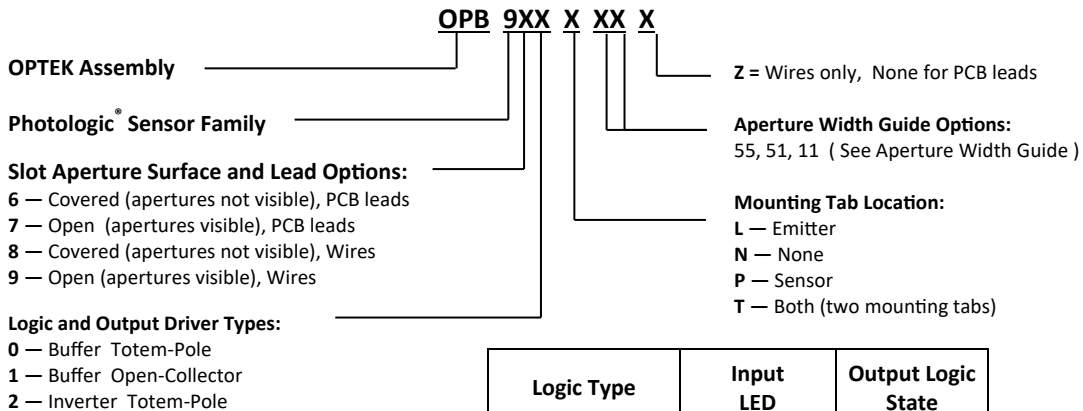 OPB 9XX X XX X
OPTEK Assembly
Photologic® Sensor Family
Slot Aperture Surface and Lead Options:
6 — Covered (apertures not visible), PCB leads
7 — Open (apertures visible), PCB leads
8 — Covered (apertures not visible), Wires
9 — Open (apertures visible), Wires
Logic and Output Driver Types:
0 — Buffer Totem-Pole
1 — Buffer Open-Collector
2 — Inverter Totem-Pole
Z = Wires only, None for PCB leads
Aperture Width Guide Options:
55, 51, 11 ( See Aperture Width Guide )
Mounting Tab Location:
L — Emitter
N — None
P — Sensor
T — Both (two mounting tabs)
Logic Type
Input
LED
Output Logic
State